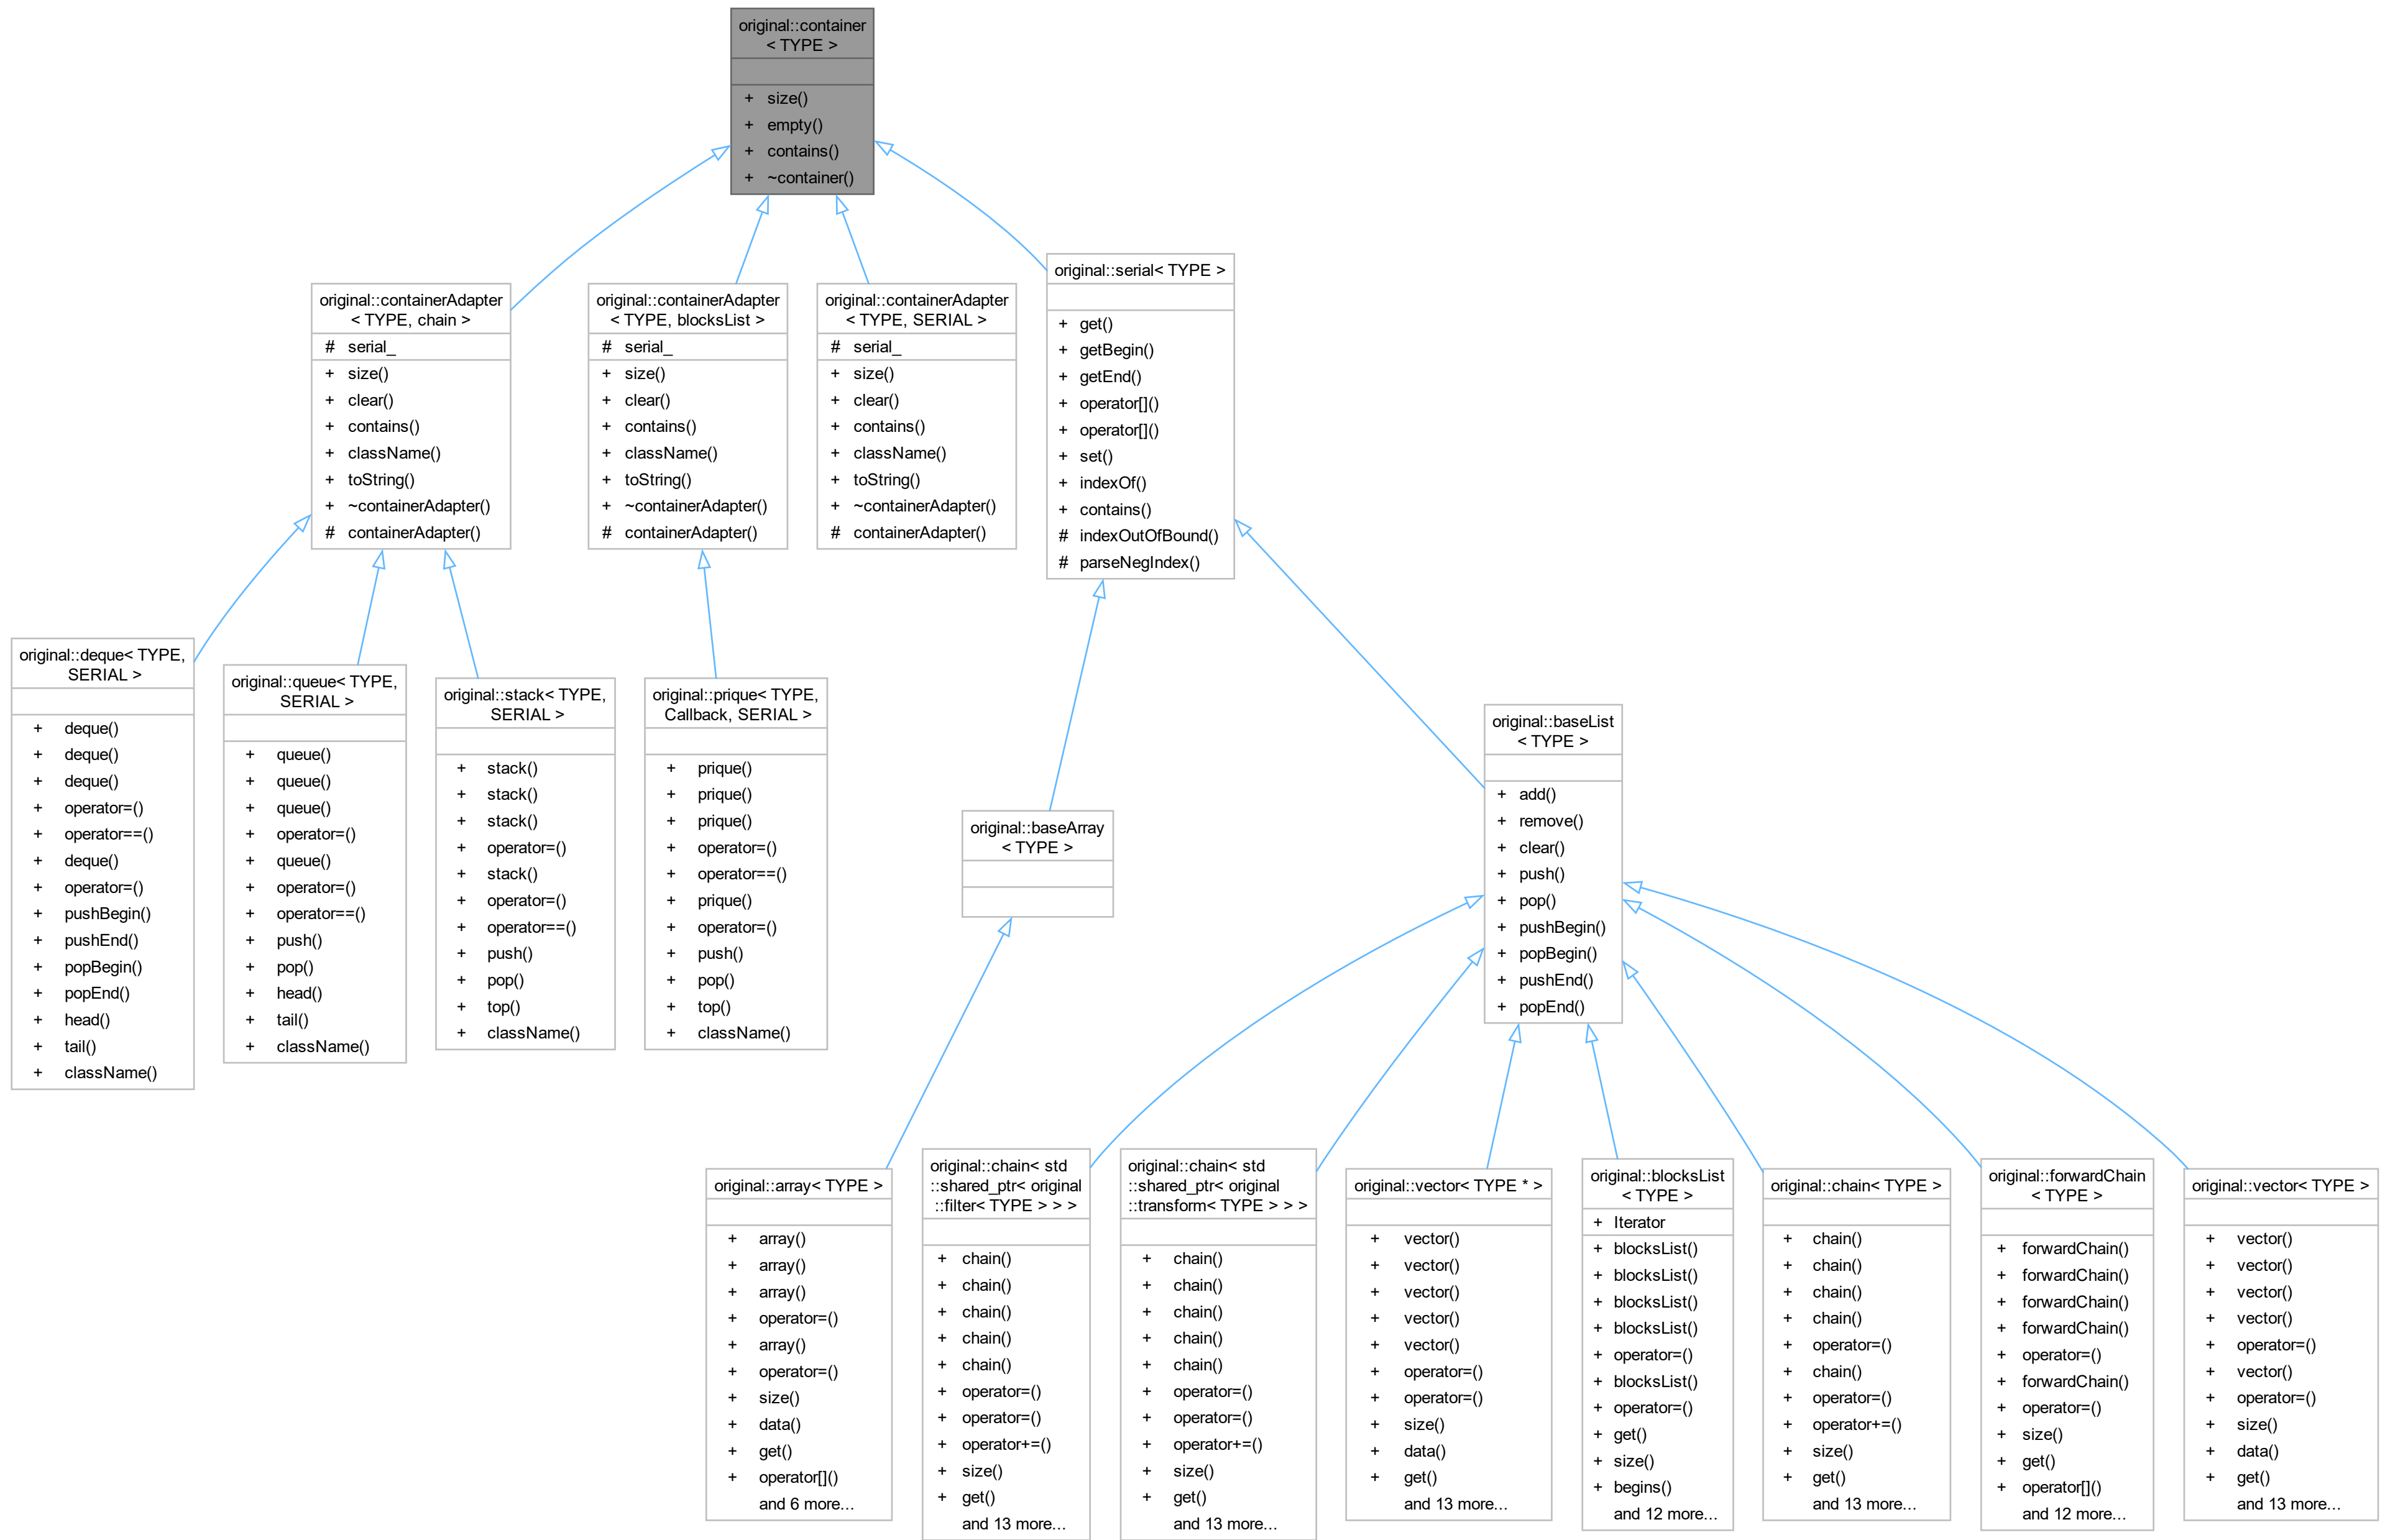 original::container
< TYPE >
+ size()
+ empty()
+ contains()
+ ~container()
original::containerAdapter
< TYPE, chain >
# serial_
+ size()
+ clear()
+ contains()
+ className()
+ toString()
+ ~containerAdapter()
# containerAdapter()
original::containerAdapter
< TYPE, blocksList >
# serial_
+ size()
+ clear()
+ contains()
+ className()
+ toString()
+ ~containerAdapter()
# containerAdapter()
original::containerAdapter
< TYPE, SERIAL >
# serial_
+ size()
+ clear()
+ contains()
+ className()
+ toString()
+ ~containerAdapter()
# containerAdapter()
original::serial< TYPE >
+ get()
+ getBegin()
+ getEnd()
+ operator[]()
+ operator[]()
+ set()
+ indexOf()
+ contains()
# indexOutOfBound()
# parseNegIndex()
original::deque< TYPE,
SERIAL >
+ deque()
+ deque()
+ deque()
+ operator=()
+ operator==()
+ deque()
+ operator=()
+ pushBegin()
+ pushEnd()
+ popBegin()
+ popEnd()
+ head()
+ tail()
+ className()
original::queue< TYPE,
SERIAL >
+ queue()
+ queue()
+ queue()
+ operator=()
+ queue()
+ operator=()
+ operator==()
+ push()
+ pop()
+ head()
+ tail()
+ className()
original::stack< TYPE,
SERIAL >
+ stack()
+ stack()
+ stack()
+ operator=()
+ stack()
+ operator=()
+ operator==()
+ push()
+ pop()
+ top()
+ className()
original::prique< TYPE,
Callback, SERIAL >
+ prique()
+ prique()
+ prique()
+ operator=()
+ operator==()
+ prique()
+ operator=()
+ push()
+ pop()
+ top()
+ className()
original::baseArray
< TYPE >
original::baseList
< TYPE >
+ add()
+ remove()
+ clear()
+ push()
+ pop()
+ pushBegin()
+ popBegin()
+ pushEnd()
+ popEnd()
original::array< TYPE >
+ array()
+ array()
+ array()
+ operator=()
+ array()
+ operator=()
+ size()
+ data()
+ get()
+ operator[]()
and 6 more...
original::chain< std
::shared_ptr< original
::filter< TYPE > > >
+ chain()
+ chain()
+ chain()
+ chain()
+ chain()
+ operator=()
+ operator=()
+ operator+=()
+ size()
+ get()
and 13 more...
original::chain< std
::shared_ptr< original
::transform< TYPE > > >
+ chain()
+ chain()
+ chain()
+ chain()
+ chain()
+ operator=()
+ operator=()
+ operator+=()
+ size()
+ get()
and 13 more...
original::vector< TYPE * >
+ vector()
+ vector()
+ vector()
+ vector()
+ vector()
+ operator=()
+ operator=()
+ size()
+ data()
+ get()
and 13 more...
original::blocksList
< TYPE >
+ Iterator
+ blocksList()
+ blocksList()
+ blocksList()
+ blocksList()
+ operator=()
+ blocksList()
+ operator=()
+ get()
+ size()
+ begins()
and 12 more...
original::chain< TYPE >
+ chain()
+ chain()
+ chain()
+ chain()
+ operator=()
+ chain()
+ operator=()
+ operator+=()
+ size()
+ get()
and 13 more...
original::forwardChain
< TYPE >
+ forwardChain()
+ forwardChain()
+ forwardChain()
+ forwardChain()
+ operator=()
+ forwardChain()
+ operator=()
+ size()
+ get()
+ operator[]()
and 12 more...
original::vector< TYPE >
+ vector()
+ vector()
+ vector()
+ vector()
+ operator=()
+ vector()
+ operator=()
+ size()
+ data()
+ get()
and 13 more...